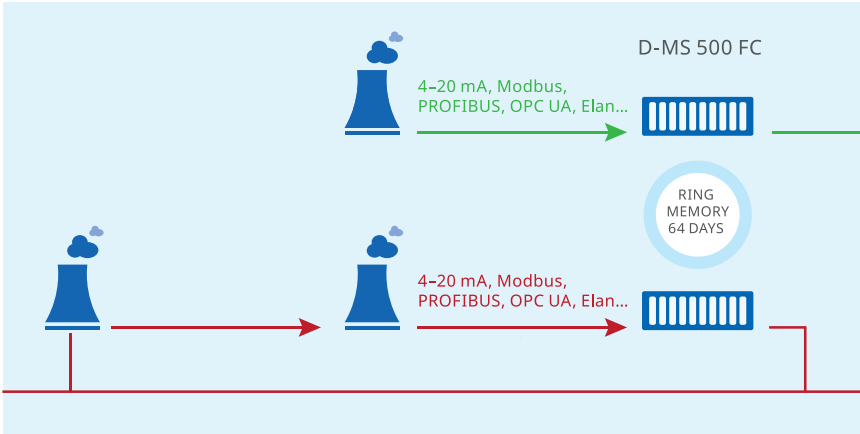 D-MS 500 FC
4–20 mA, Modbus,
PROFIBUS, OPC UA, Elan...
RING
MEMORY
64 DAYS
4–20 mA, Modbus,
PROFIBUS, OPC UA, Elan...